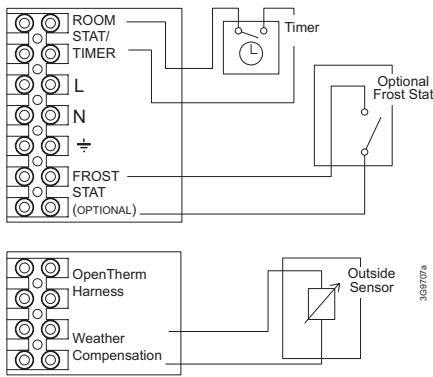 ROOM
STAT/
TIMER
L
N
FROST
STAT
(OPTIONAL)
Timer
Optional
Frost Stat
OpenTherm
Harness
Weather
Compensation
Outside
Sensor
3G9707a